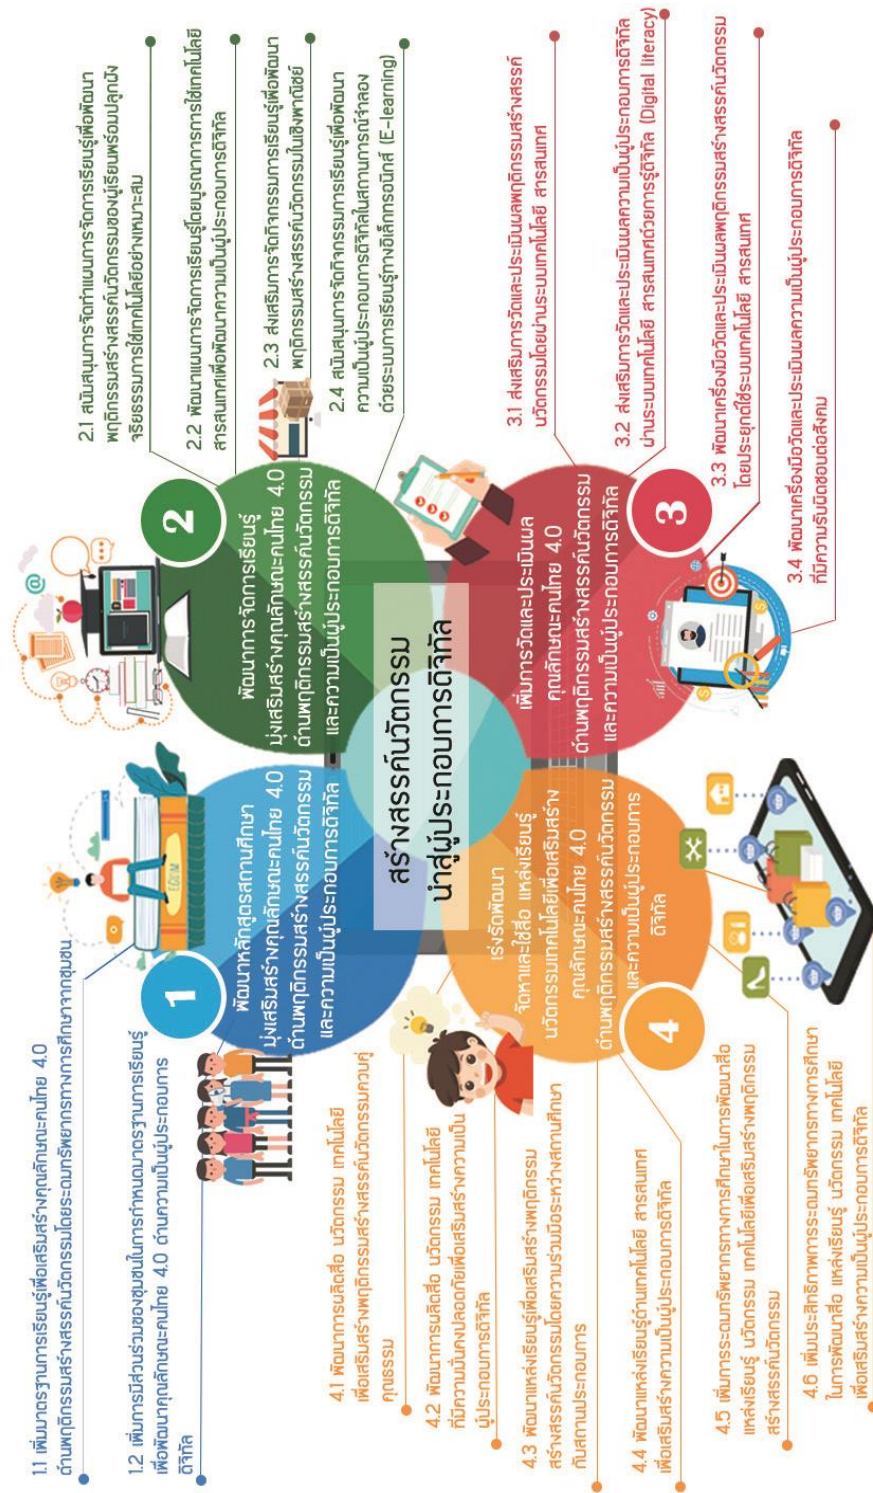 สร้างสรรค์นวัตกรรม
นำสู่ผู้ประกอบการดิจิทัล
1
พัฒนาหลักสูตรสถานศึกษา
มุ่งเสริมสร้างคุณลักษณะคนไทย 4.0
ด้านพฤติกรรมสร้างสรรค์นวัตกรรม
และความเป็นผู้ประกอบการดิจิทัล
1.1 เพิ่มมาตรฐานการเรียนรู้เพื่อเสริมสร้างคุณลักษณะคนไทย 4.0
ด้านพฤติกรรมสร้างสรรค์นวัตกรรมโดยระดมทรัพยากรทางการศึกษาจากชุมชน
1.2 เพิ่มการมีส่วนร่วมของชุมชนในการกำหนดมาตรฐานการเรียนรู้
เพื่อพัฒนาคุณลักษณะคนไทย 4.0 ด้านความเป็นผู้ประกอบการ
ดิจิทัล
2
พัฒนาการจัดการเรียนรู้
มุ่งเสริมสร้างคุณลักษณะคนไทย 4.0
ด้านพฤติกรรมสร้างสรรค์นวัตกรรม
และความเป็นผู้ประกอบการดิจิทัล
2.1 สนับสนุนการจัดทำแผนการจัดการเรียนรู้เพื่อพัฒนา
พฤติกรรมสร้างสรรค์นวัตกรรมของผู้เรียนพร้อมปลูกฝัง
จริยธรรมการใช้เทคโนโลยีอย่างเหมาะสม
2.2 พัฒนาแผนการจัดการเรียนรู้โดยบูรณาการการใช้เทคโนโลยี
สารสนเทศเพื่อพัฒนาความเป็นผู้ประกอบการดิจิทัล
2.3 ส่งเสริมการจัดกิจกรรมการเรียนรู้เพื่อพัฒนา
พฤติกรรมสร้างสรรค์นวัตกรรมในเชิงพาณิชย์
2.4 สนับสนุนการจัดกิจกรรมการเรียนรู้เพื่อพัฒนา
ความเป็นผู้ประกอบการดิจิทัลในสถานการณ์จำลอง
ด้วยระบบการเรียนรู้ทางอิเล็กทรอนิกส์ (E-learning)
3
เพิ่มการวัดและประเมินผล
คุณลักษณะคนไทย 4.0
ด้านพฤติกรรมสร้างสรรค์นวัตกรรม
และความเป็นผู้ประกอบการดิจิทัล
3.1 ส่งเสริมการวัดและประเมินผลพฤติกรรมสร้างสรรค์
นวัตกรรมโดยผ่านระบบเทคโนโลยี สารสนเทศ
3.2 ส่งเสริมการวัดและประเมินผลความเป็นผู้ประกอบการดิจิทัล
ผ่านระบบเทคโนโลยี สารสนเทศด้วยการรู้ดิจิทัล (Digital literacy)
3.3 พัฒนาเครื่องมือวัดและประเมินผลพฤติกรรมสร้างสรรค์นวัตกรรม
โดยประยุกต์ใช้ระบบเทคโนโลยี สารสนเทศ
3.4 พัฒนาเครื่องมือวัดและประเมินผลความเป็นผู้ประกอบการดิจิทัล
ที่มีความรับผิดชอบต่อสังคม
4
เร่งรัดพัฒนา
จัดหาและใช้สื่อ แหล่งเรียนรู้
นวัตกรรมเทคโนโลยีเพื่อเสริมสร้าง
คุณลักษณะคนไทย 4.0
ด้านพฤติกรรมสร้างสรรค์นวัตกรรม
และความเป็นผู้ประกอบการ
ดิจิทัล
4.1 พัฒนาการผลิตสื่อ นวัตกรรม เทคโนโลยี
เพื่อเสริมสร้างพฤติกรรมสร้างสรรค์นวัตกรรมควบคู่
คุณธรรม
4.2 พัฒนาการผลิตสื่อ นวัตกรรม เทคโนโลยี
ที่มีความมั่นคงปลอดภัยเพื่อเสริมสร้างความเป็น
ผู้ประกอบการดิจิทัล
4.3 พัฒนาแหล่งเรียนรู้เพื่อเสริมสร้างพฤติกรรม
สร้างสรรค์นวัตกรรมโดยความร่วมมือระหว่างสถานศึกษา
กับสถานประกอบการ
4.4 พัฒนาแหล่งเรียนรู้ด้านเทคโนโลยี สารสนเทศ
เพื่อเสริมสร้างความเป็นผู้ประกอบการดิจิทัล
4.5 เพิ่มการระดมทรัพยากรทางการศึกษาในการพัฒนาสื่อ
แหล่งเรียนรู้ นวัตกรรม เทคโนโลยีเพื่อเสริมสร้างพฤติกรรม
สร้างสรรค์นวัตกรรม
4.6 เพิ่มประสิทธิภาพการระดมทรัพยากรทางการศึกษา
ในการพัฒนาสื่อ แหล่งเรียนรู้ นวัตกรรม เทคโนโลยี
เพื่อเสริมสร้างความเป็นผู้ประกอบการดิจิทัล